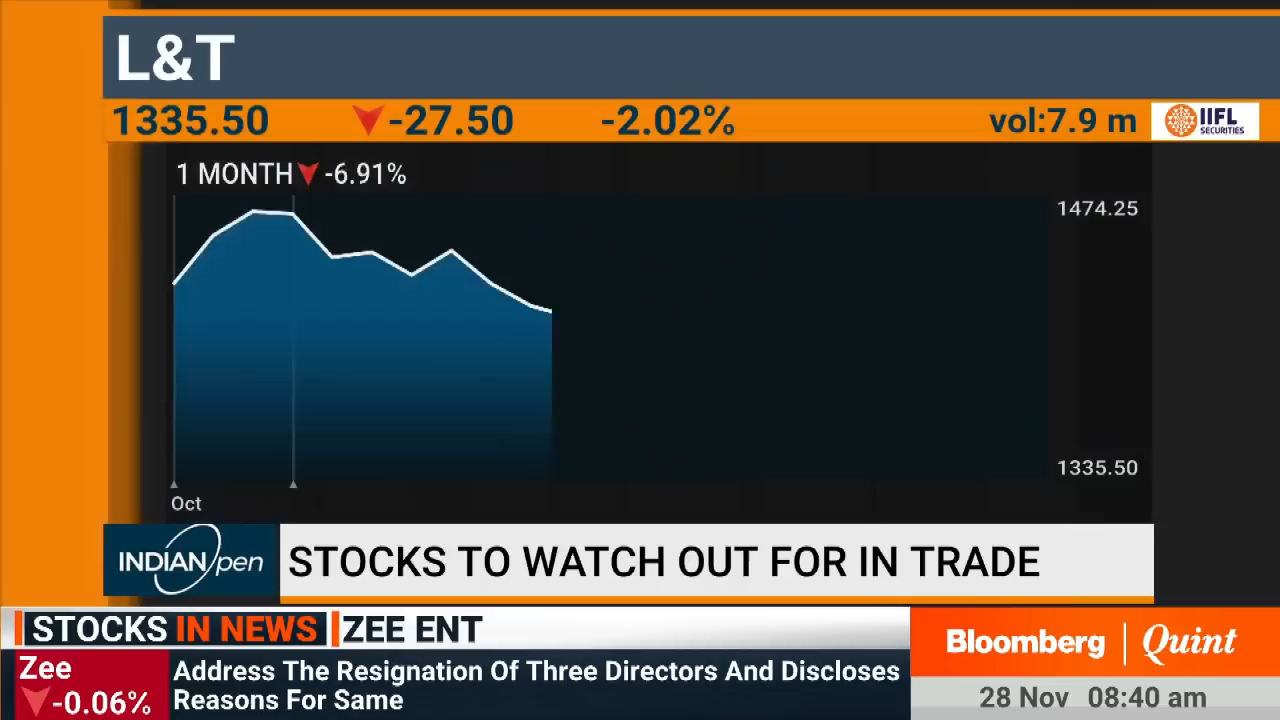 L&T
1335.50 -27.50 -2.02% vol:7.9 m IIFL SECURITIES
1 MONTH -6.91%
1474.25
1335.50
Oct
INDIAN Open STOCKS TO WATCH OUT FOR IN TRADE
STOCKS IN NEWS ZEE ENT
Bloomberg | Quint
Zee
-0.06%
Address The Resignation Of Three Directors And Discloses
Reasons For Same
28 Nov 08:40 am